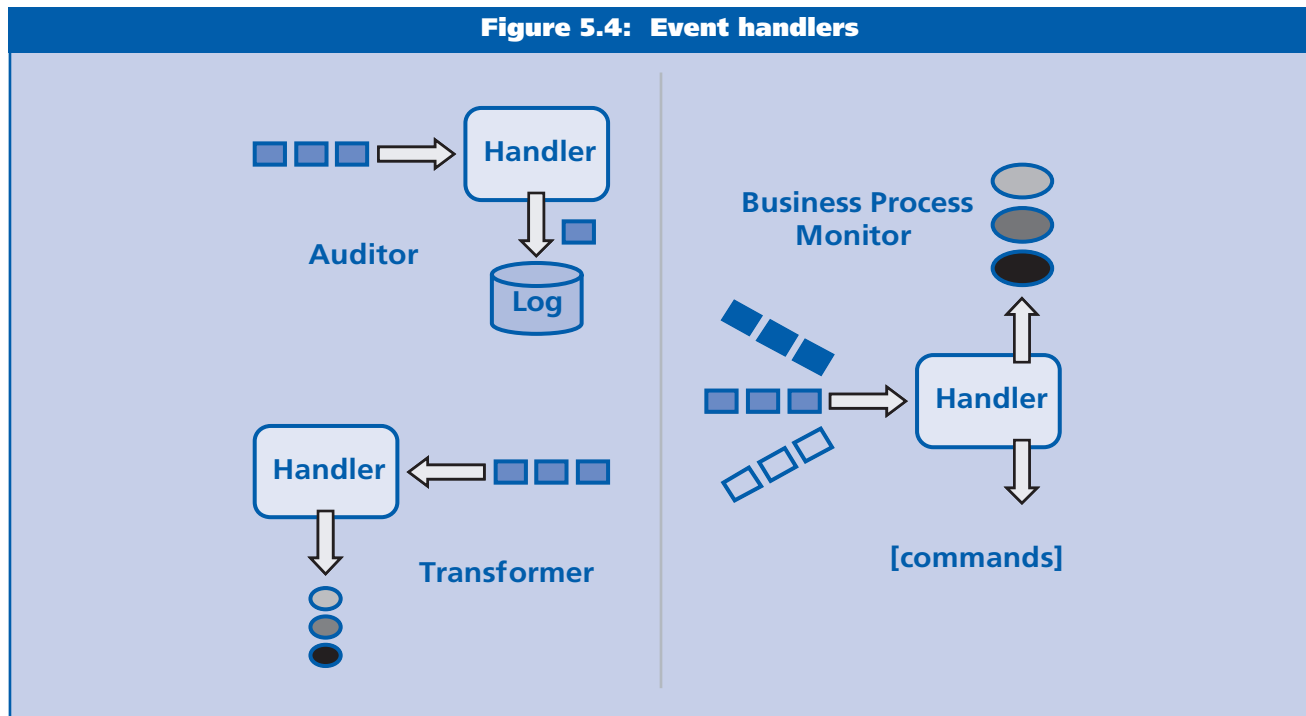 Figure 5.4: Event handlers
Handler
Auditor
Log
Handler
Transformer
Business Process
Monitor
Handler
[commands]